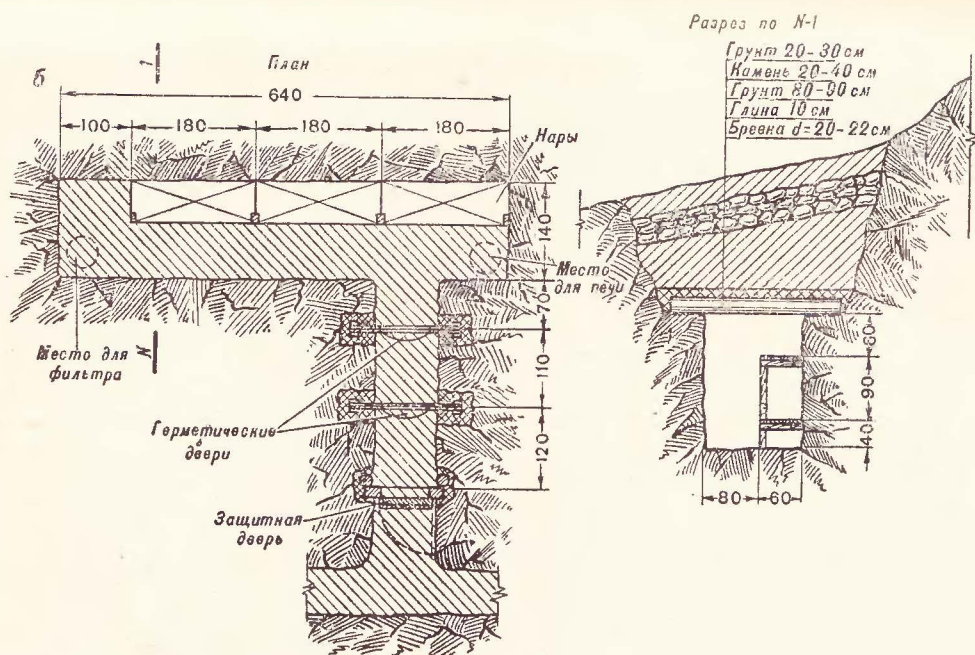 б
1
План
640
100
180
180
180
Нары
140
Место
для печи
70
110
120
Место для
фильтра
N
Герметические
двери
Защитная
дверь
Разрез по N-1
Грунт 20-30 см
Камень 20-40 см
Грунт 80-90 см
Глина 10 см
Бревна d=20-22 см
60
90
40
80
60